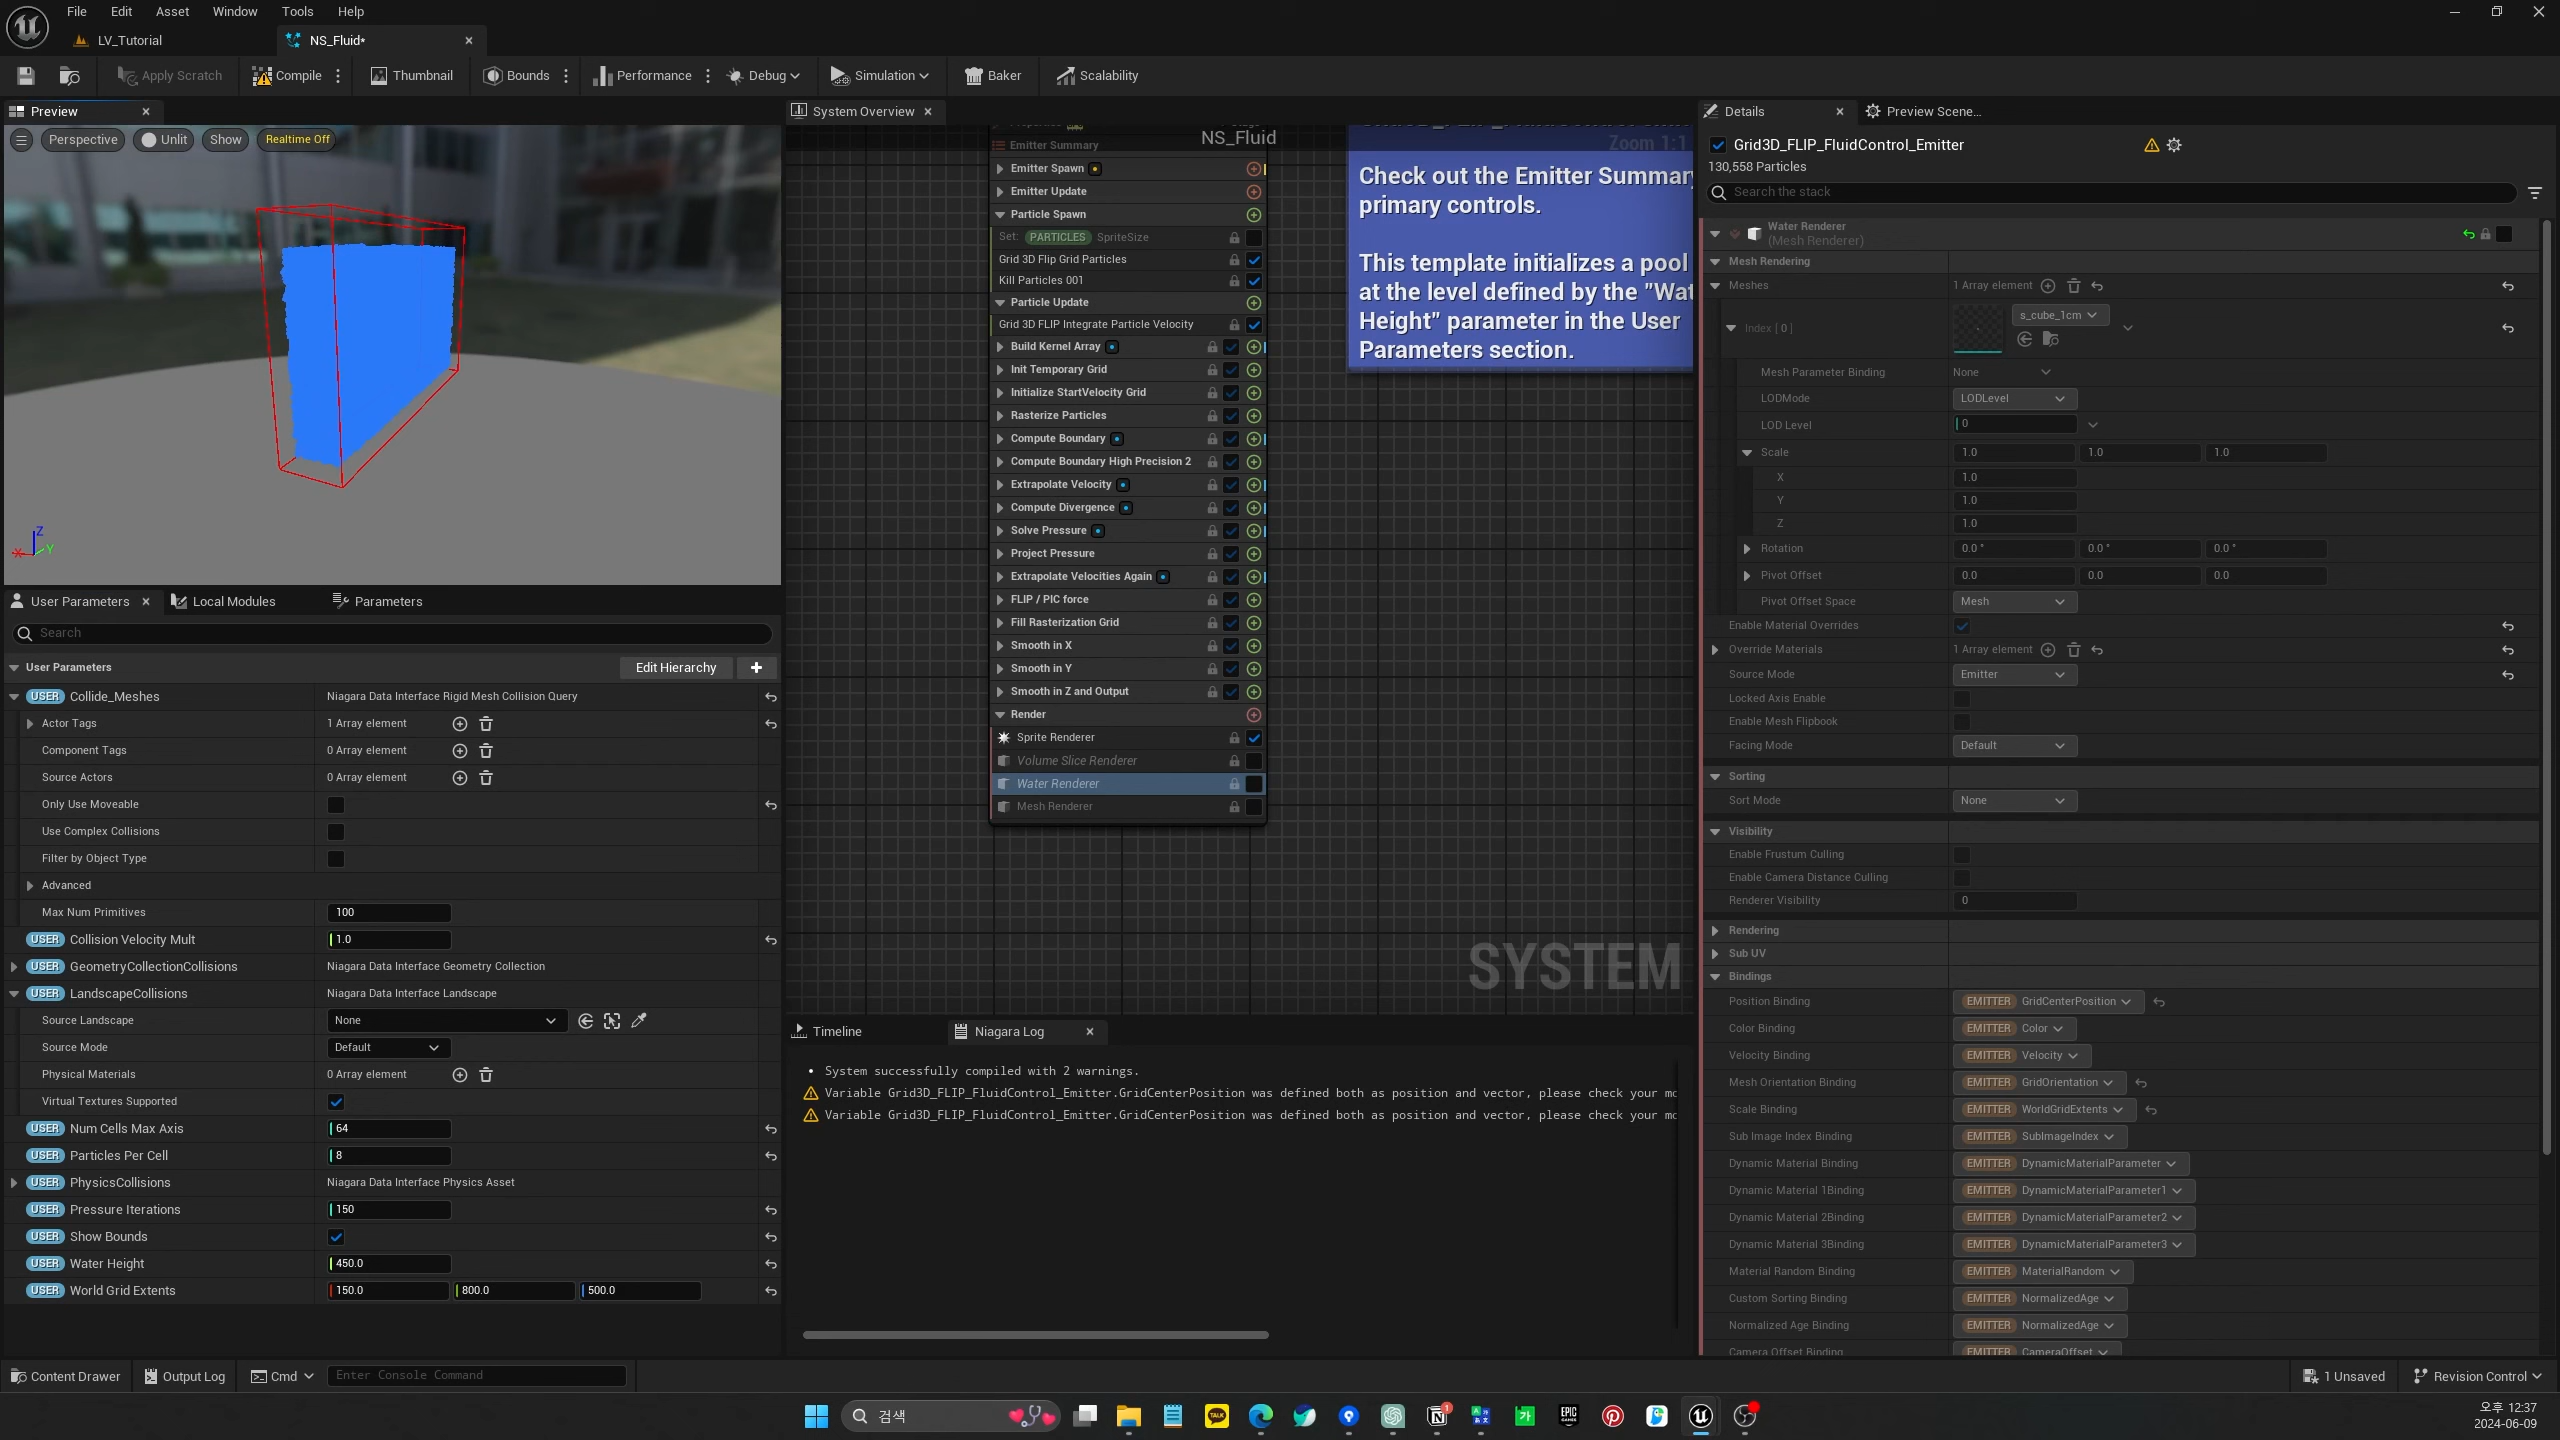 File Edit Asset Window Tools Help
LV_Tutorial
NS_Fluid*
Apply Scratch Compile Thumbnail Bounds Performance Debug Simulation Baker Scalability
Preview
Perspective Unlit Show Realtime Off
Z
X Y
User Parameters Local Modules Parameters
Search
User Parameters Edit Hierarchy
USER Collide_Meshes Niagara Data Interface Rigid Mesh Collision Query
Actor Tags 1 Array element
Component Tags 0 Array element
Source Actors 0 Array element
Only Use Moveable
Use Complex Collisions
Filter by Object Type
Advanced
Max Num Primitives 100
USER Collision Velocity Mult 1.0
USER GeometryCollectionCollisions Niagara Data Interface Geometry Collection
USER LandscapeCollisions Niagara Data Interface Landscape
Source Landscape None
Source Mode Default
Physical Materials 0 Array element
Virtual Textures Supported
USER Num Cells Max Axis 64
USER Particles Per Cell 8
USER PhysicsCollisions Niagara Data Interface Physics Asset
USER Pressure Iterations 150
USER Show Bounds
USER Water Height 450.0
USER World Grid Extents 150.0 800.0 500.0
System Overview
NS_Fluid
Zoom 1:1
Emitter Summary
Emitter Spawn
Emitter Update
Particle Spawn
Set: PARTICLES SpriteSize
Grid 3D Flip Grid Particles
Kill Particles 001
Particle Update
Grid 3D FLIP Integrate Particle Velocity
Build Kernel Array
Init Temporary Grid
Initialize StartVelocity Grid
Rasterize Particles
Compute Boundary
Compute Boundary High Precision 2
Extrapolate Velocity
Compute Divergence
Solve Pressure
Project Pressure
Extrapolate Velocities Again
FLIP / PIC force
Fill Rasterization Grid
Smooth in X
Smooth in Y
Smooth in Z and Output
Render
Sprite Renderer
Volume Slice Renderer
Water Renderer
Mesh Renderer
Check out the Emitter Summary
primary controls.
This template initializes a pool
at the level defined by the "Wat
Height" parameter in the User
Parameters section.
SYSTEM
Timeline Niagara Log
• System successfully compiled with 2 warnings.
Variable Grid3D_FLIP_FluidControl_Emitter.GridCenterPosition was defined both as position and vector, please check your mo
Variable Grid3D_FLIP_FluidControl_Emitter.GridCenterPosition was defined both as position and vector, please check your mo
Details Preview Scene...
Grid3D_FLIP_FluidControl_Emitter
130,558 Particles
Search the stack
Water Renderer
(Mesh Renderer)
Mesh Rendering
Meshes 1 Array element
Index [ 0 ] s_cube_1cm
Mesh Parameter Binding None
LODMode LODLevel
LOD Level 0
Scale 1.0 1.0 1.0
X 1.0
Y 1.0
Z 1.0
Rotation 0.0 ° 0.0 ° 0.0 °
Pivot Offset 0.0 0.0 0.0
Pivot Offset Space Mesh
Enable Material Overrides
Override Materials 1 Array element
Source Mode Emitter
Locked Axis Enable
Enable Mesh Flipbook
Facing Mode Default
Sorting
Sort Mode None
Visibility
Enable Frustum Culling
Enable Camera Distance Culling
Renderer Visibility 0
Rendering
Sub UV
Bindings
Position Binding EMITTER GridCenterPosition
Color Binding EMITTER Color
Velocity Binding EMITTER Velocity
Mesh Orientation Binding EMITTER GridOrientation
Scale Binding EMITTER WorldGridExtents
Sub Image Index Binding EMITTER SubImageIndex
Dynamic Material Binding EMITTER DynamicMaterialParameter
Dynamic Material 1Binding EMITTER DynamicMaterialParameter1
Dynamic Material 2Binding EMITTER DynamicMaterialParameter2
Dynamic Material 3Binding EMITTER DynamicMaterialParameter3
Material Random Binding EMITTER MaterialRandom
Custom Sorting Binding EMITTER NormalizedAge
Normalized Age Binding EMITTER NormalizedAge
Camera Offset Binding EMITTER CameraOffset
Content Drawer Output Log Cmd Enter Console Command 1 Unsaved Revision Control
검색
TALK
EPIC GAMES
오후 12:37
2024-06-09